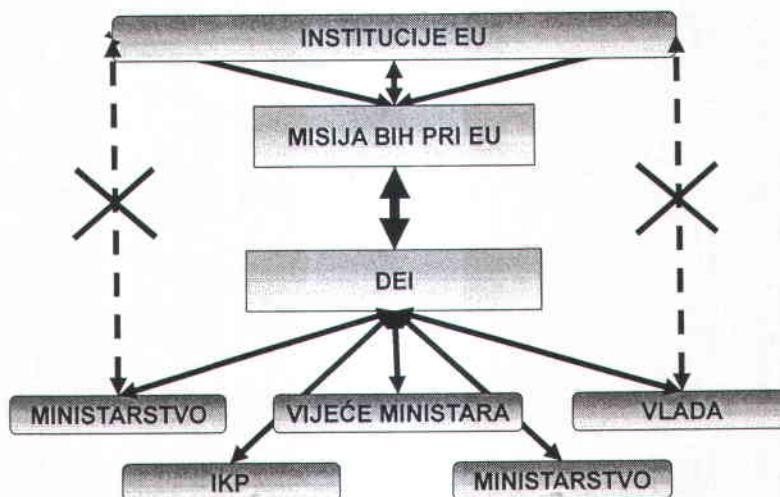 INSTITUCIJE EU
MISIJA BIH PRI EU
DEI
MINISTARSTVO
VIJEĆE MINISTARA
VLADA
IKP
MINISTARSTVO